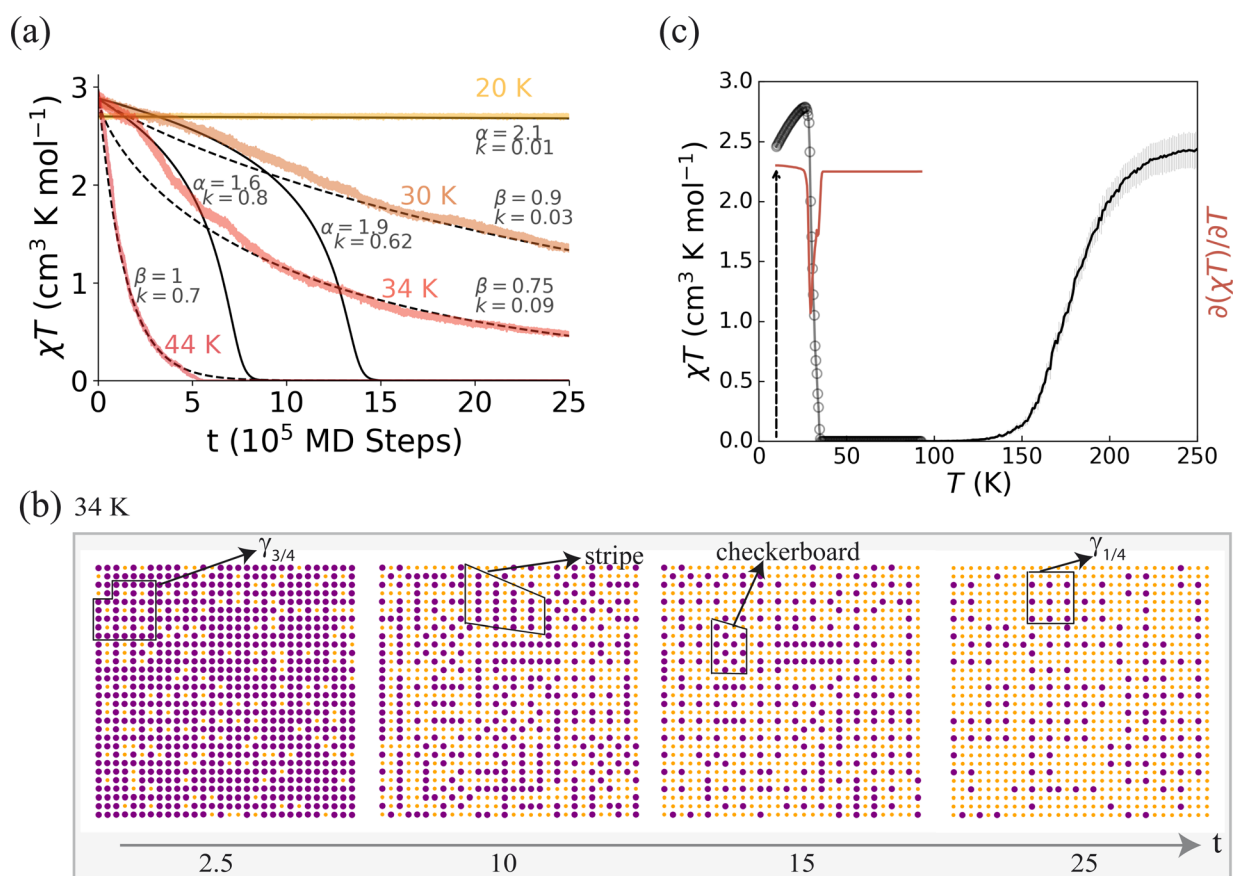 (a)
χT (cm³ K mol⁻¹)
3
2
1
0
20 K
α = 2.1
k = 0.01
α = 1.6
k = 0.8
30 K
β = 0.9
k = 0.03
α = 1.9
k = 0.62
β = 1
k = 0.7
34 K
β = 0.75
k = 0.09
44 K
0 5 10 15 20 25
t (10⁵ MD Steps)
(c)
χT (cm³ K mol⁻¹)
3.0
2.5
2.0
1.5
1.0
0.5
0.0
∂(χT)/∂T
0 50 100 150 200 250
T (K)
(b) 34 K
γ₃/₄
stripe
checkerboard
γ₁/₄
t
2.5 10 15 25